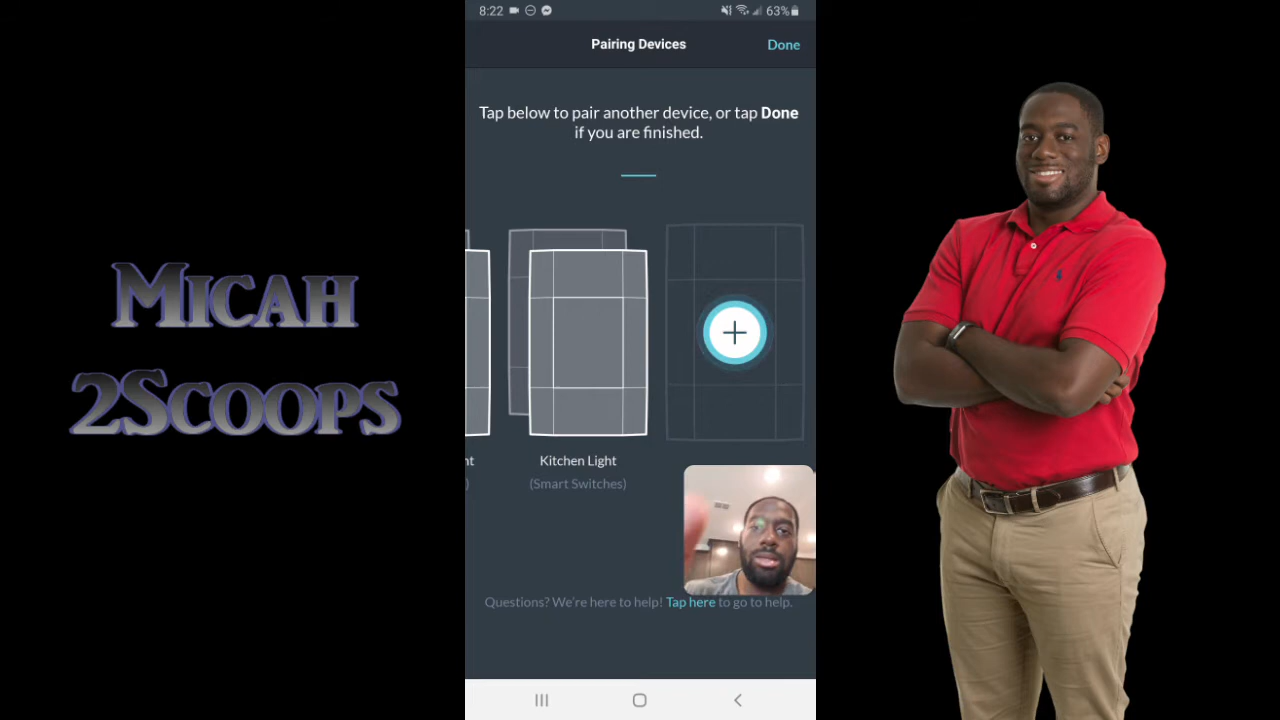 8:22
63%
Pairing Devices
Done
Tap below to pair another device, or tap Done
if you are finished.
Micah
2Scoops
nt
Kitchen Light
)
(Smart Switches)
Questions? We're here to help! Tap here to go to help.